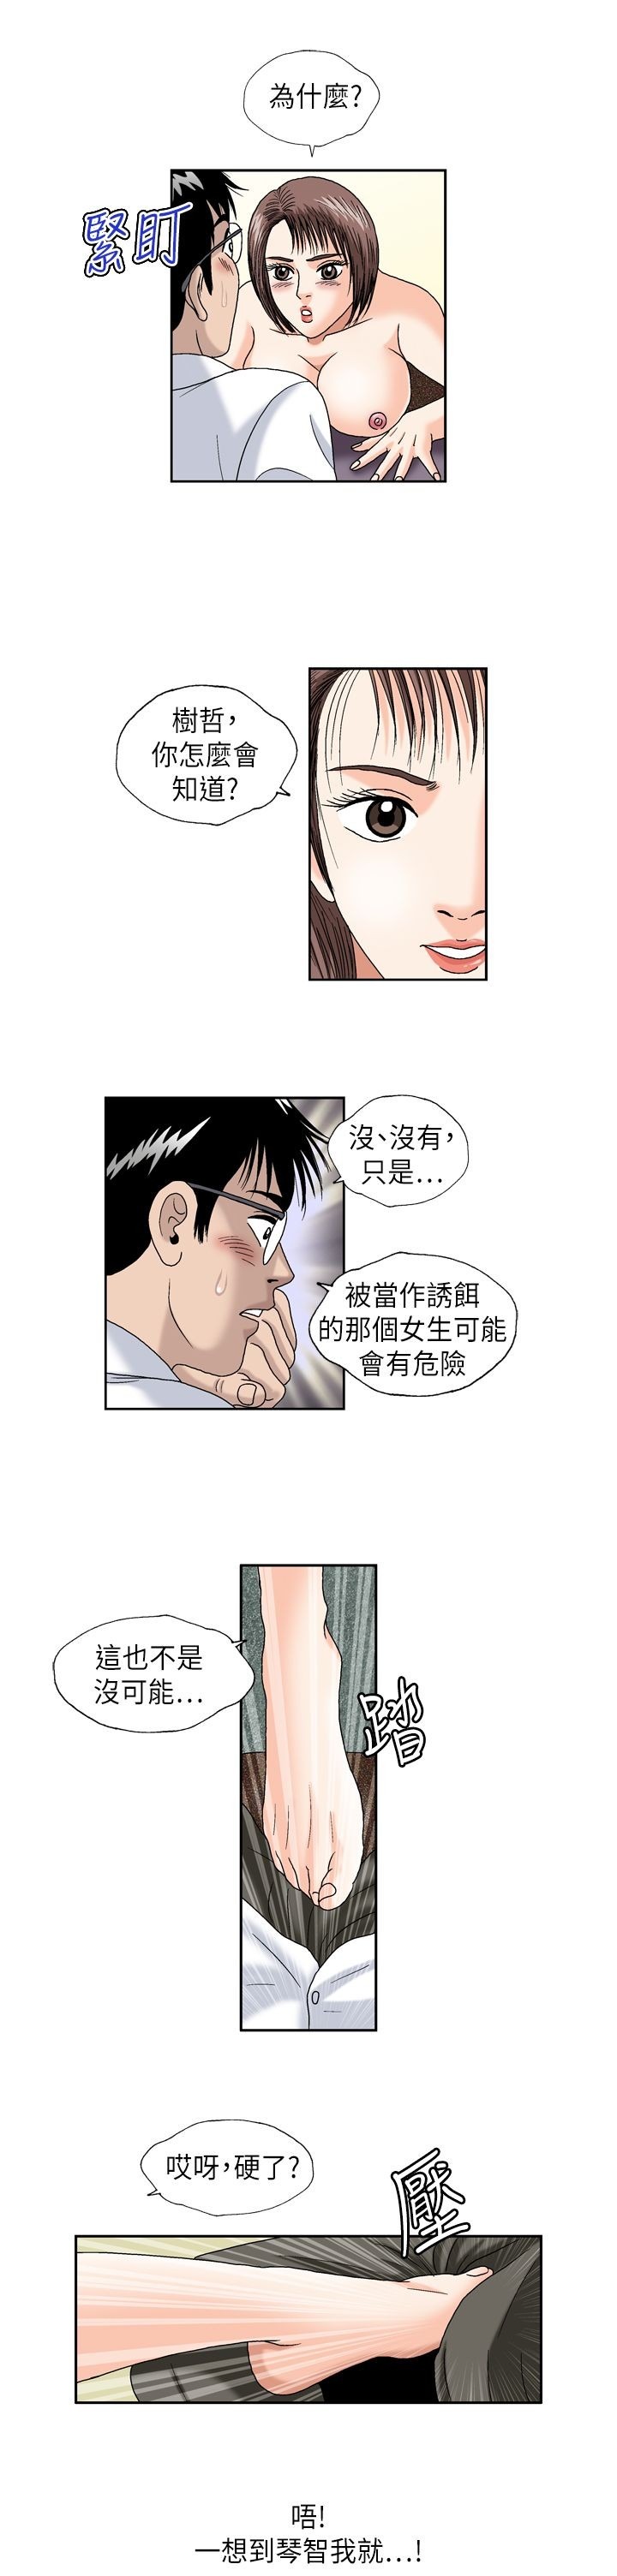 為什麼?
緊盯
樹哲,
你怎麼會
知道?
沒、沒有,
只是...
被當作誘餌
的那個女生可能
會有危險
這也不是
沒可能...
踏
哎呀,硬了?
壓
唔!
一想到琴智我就...!